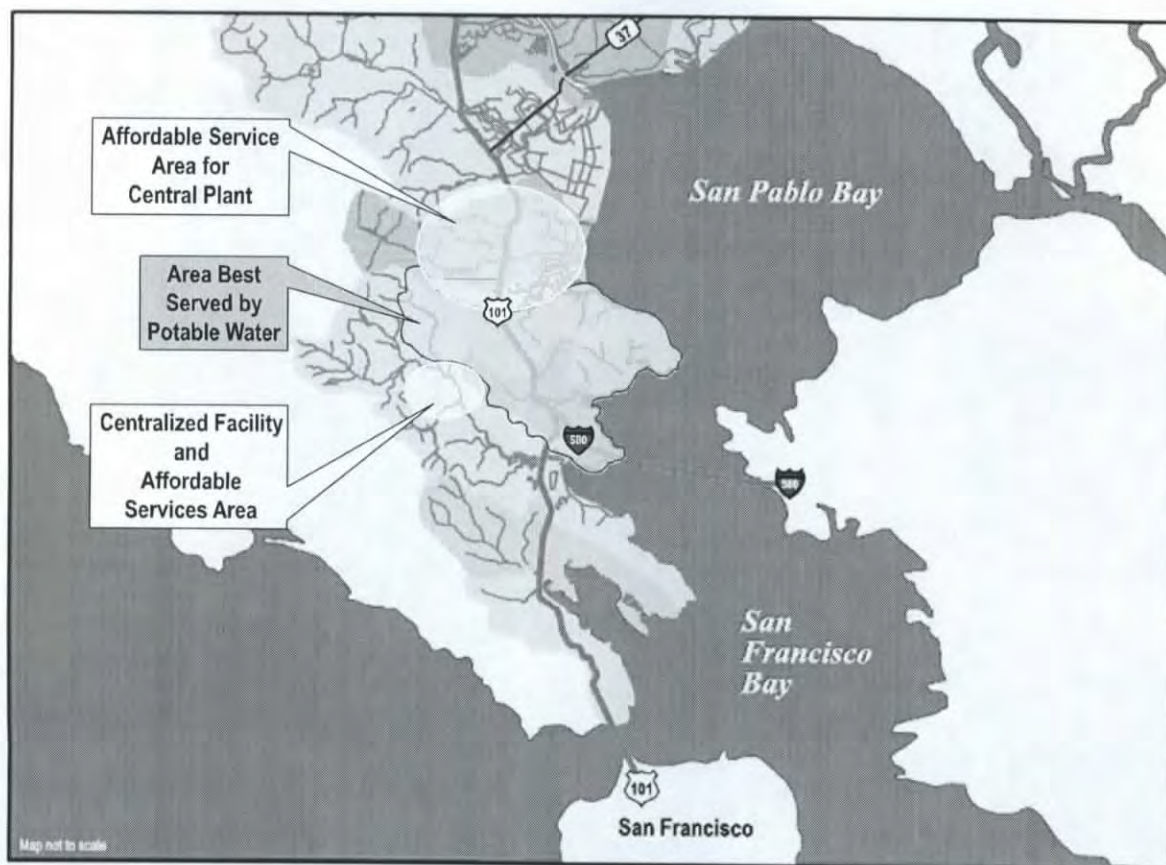 37
Affordable Service
Area for
Central Plant
San Pablo Bay
Area Best
Served by
Potable Water
101
Centralized Facility
and
Affordable
Services Area
580
580
San
Francisco
Bay
101
San Francisco
Map not to scale